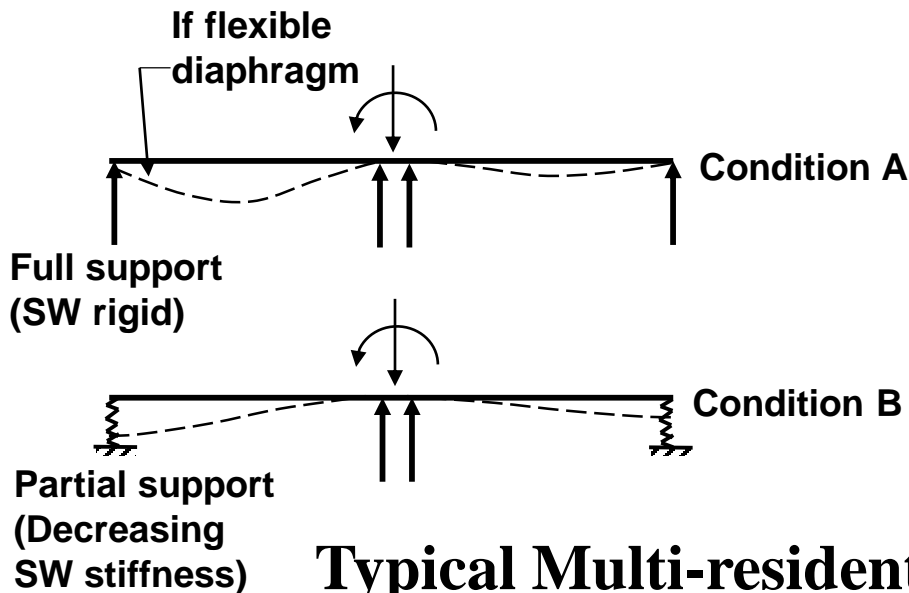 If flexible
diaphragm
Condition A
Full support
(SW rigid)
Condition B
Partial support
(Decreasing
SW stiffness)
Typical Multi-resident